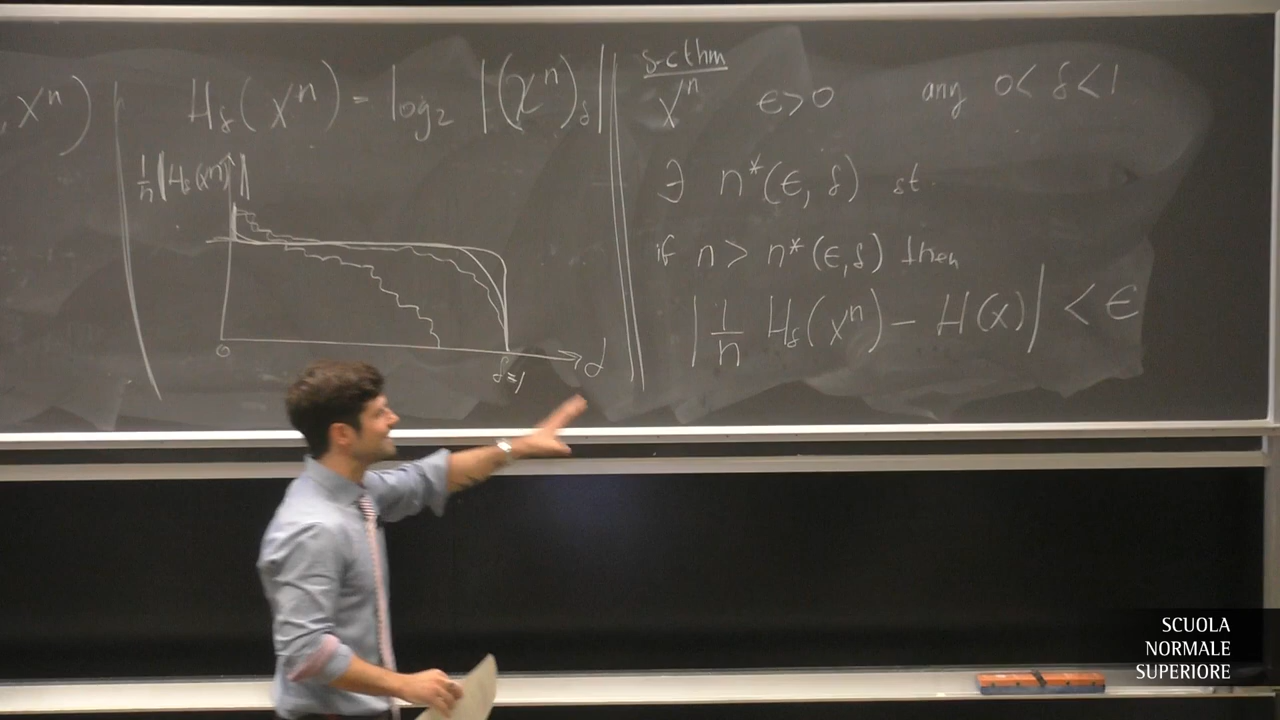 , X^n)
H_δ(X^n) = log_2 |(X^n)_δ|
1/n |H_δ(X^n)|
0
δ=1
δ
s-c thm
X^n ε>0 any 0<δ<1
∃ n*(ε, δ) st.
if n > n*(ε,δ) then
|1/n H_δ(X^n) − H(X)| < ε
SCUOLA
NORMALE
SUPERIORE